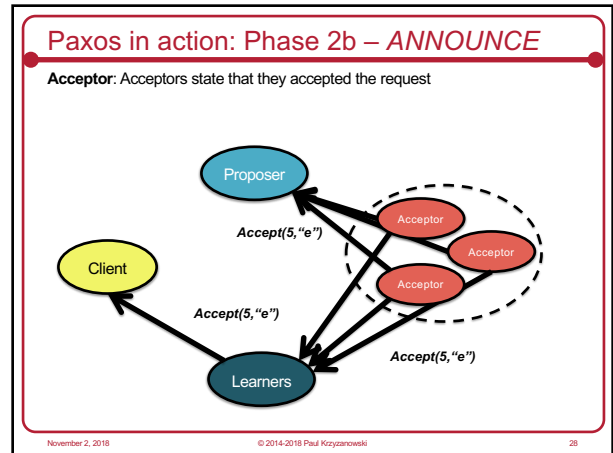 Paxos in action: Phase 2b – ANNOUNCE
Acceptor: Acceptors state that they accepted the request
Proposer
Acceptor
Accept(5,“e”)
Acceptor
Client
Acceptor
Accept(5,“e”)
Accept(5,“e”)
Learners
November 2, 2018
© 2014-2018 Paul Krzyzanowski
28